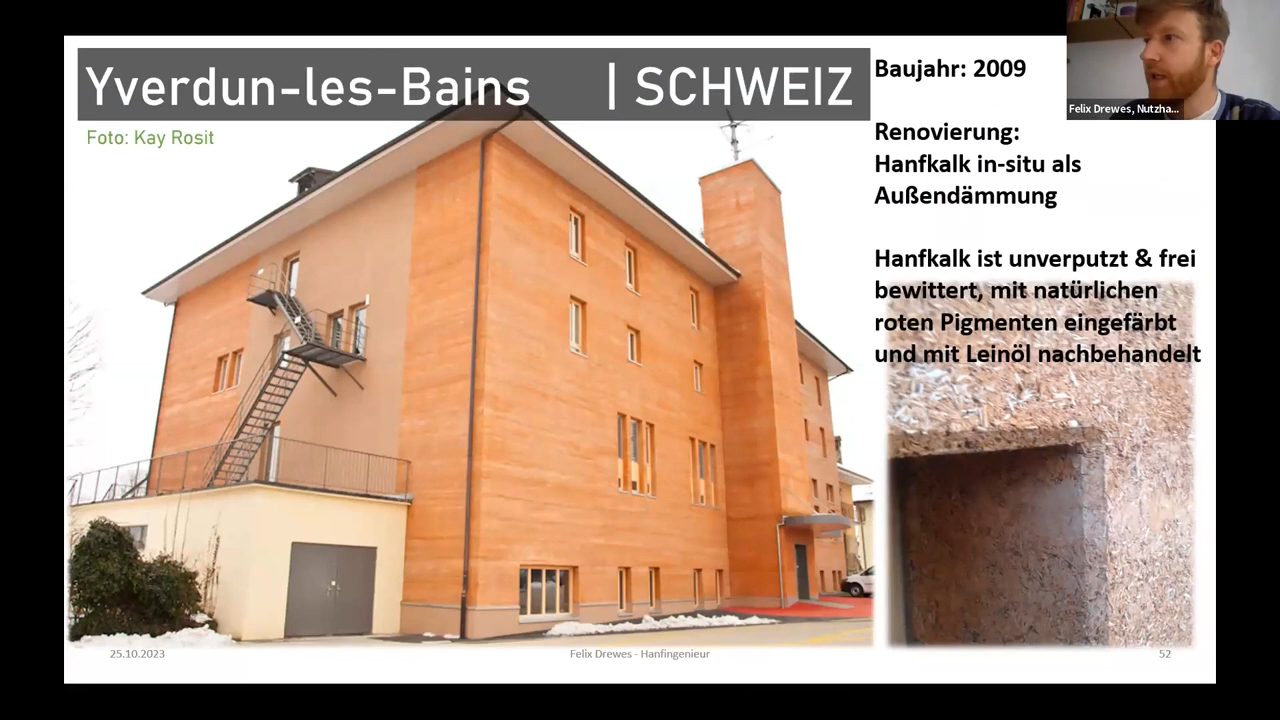 Yverdun-les-Bains | SCHWEIZ
Foto: Kay Rosit
Baujahr: 2009
Renovierung:
Hanfkalk in-situ als
Außendämmung
Hanfkalk ist unverputzt & frei
bewittert, mit natürlichen
roten Pigmenten eingefärbt
und mit Leinöl nachbehandelt
Felix Drewes, Nutzha...
25.10.2023
Felix Drewes - Hanfingenieur
52